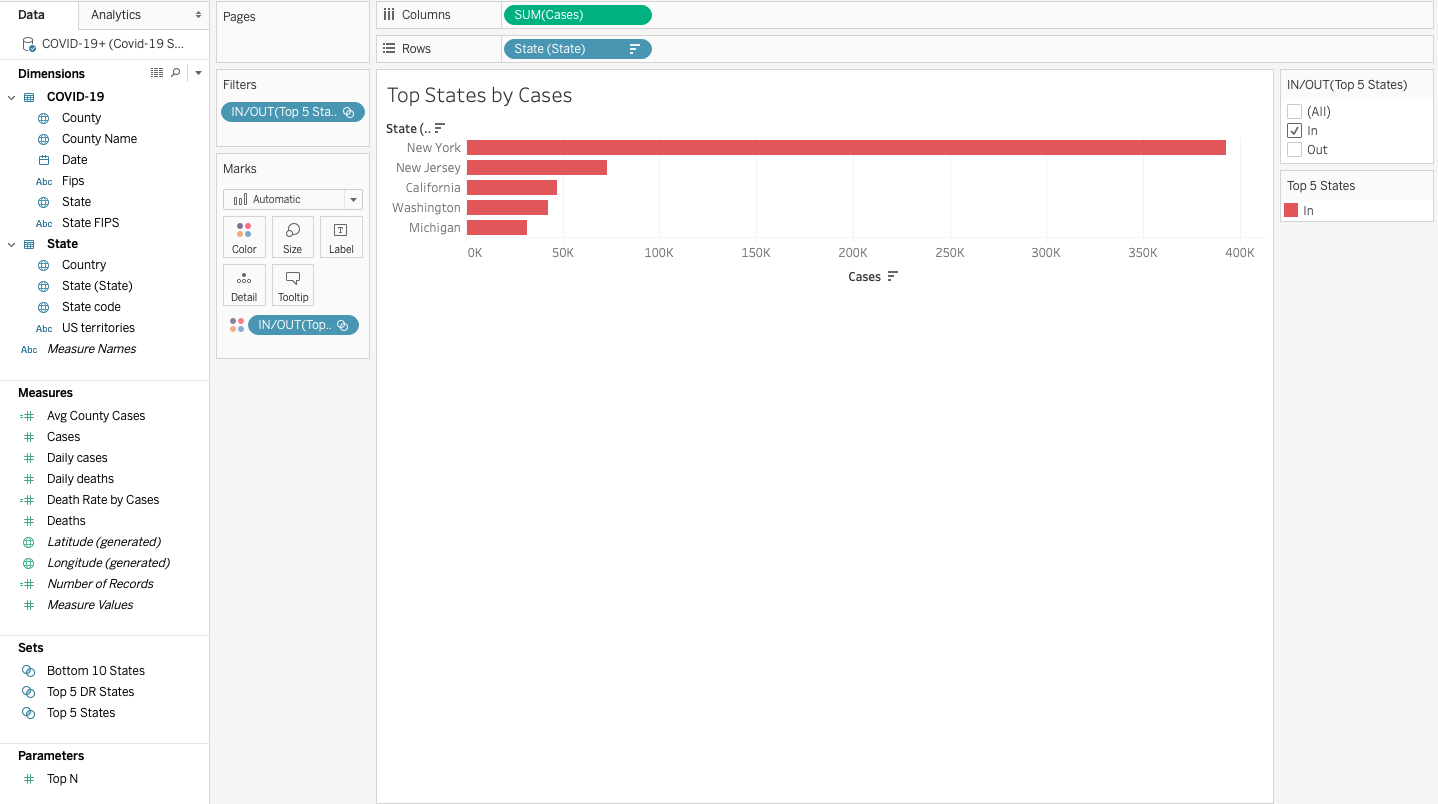 Data
Analytics
COVID-19+ (Covid-19 S...
Dimensions
COVID-19
County
County Name
Date
Abc Fips
State
Abc State FIPS
State
Country
State (State)
State code
Abc US territories
Abc Measure Names
Measures
Avg County Cases
Cases
Daily cases
Daily deaths
Death Rate by Cases
Deaths
Latitude (generated)
Longitude (generated)
Number of Records
Measure Values
Sets
Bottom 10 States
Top 5 DR States
Top 5 States
Parameters
Top N
Pages
Filters
IN/OUT(Top 5 Sta..
Marks
Automatic
Color
Size
T
Label
Detail
Tooltip
IN/OUT(Top..
Columns
SUM(Cases)
Rows
State (State)
Top States by Cases
State (..
New York
New Jersey
California
Washington
Michigan
0K 50K 100K 150K 200K 250K 300K 350K 400K
Cases
IN/OUT(Top 5 States)
(All)
In
Out
Top 5 States
In